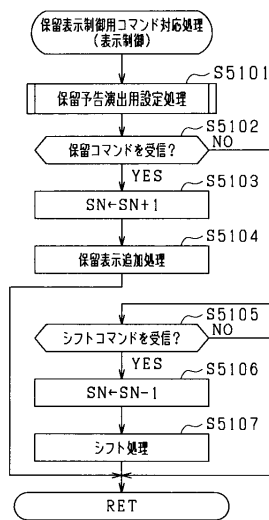 保留表示制御用コマンド対応処理
(表示制御)
S5101
保留予告演出用設定処理
S5102
保留コマンドを受信?
NO
YES
S5103
SN←SN+1
S5104
保留表示追加処理
S5105
シフトコマンドを受信?
NO
YES
S5106
SN←SN-1
S5107
シフト処理
RET